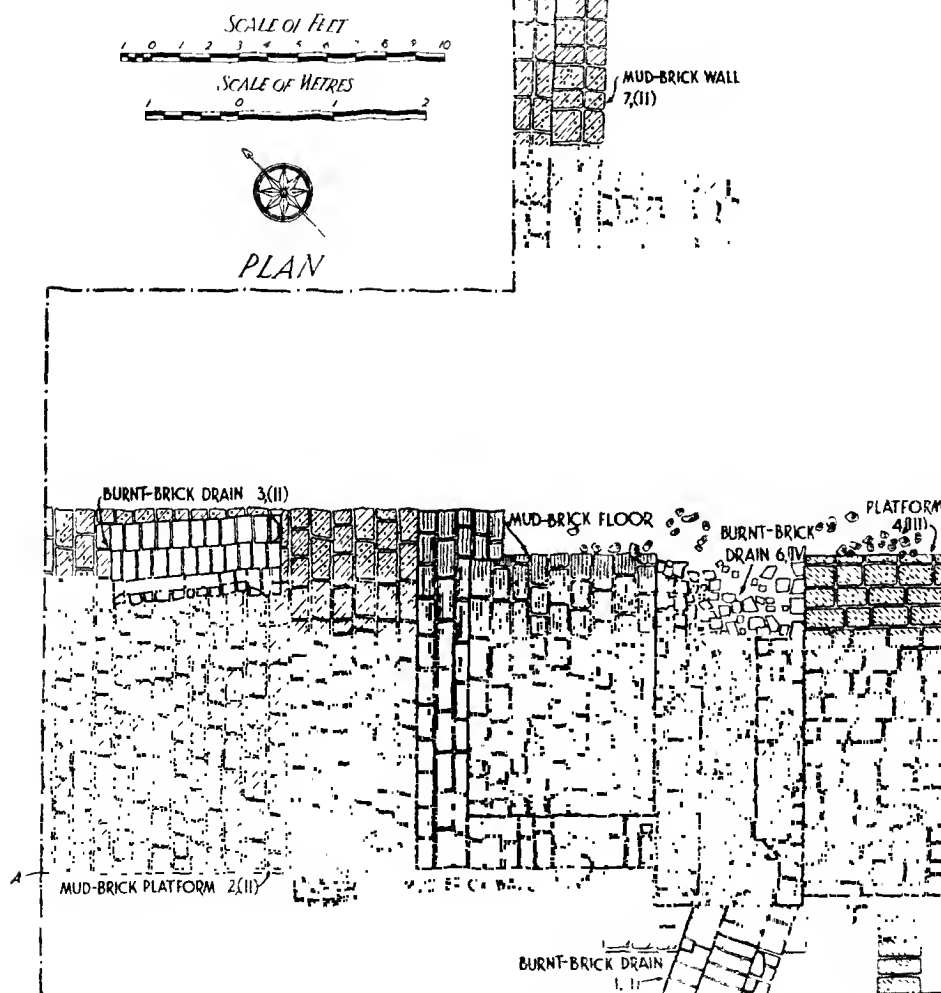 SCALE OF FEET
1 0 1 2 3 4 5 6 7 8 9 10
SCALE OF METRES
1 0 1 2
PLAN
MUD-BRICK WALL
7,(II)
BURNT-BRICK DRAIN 3,(II)
MUD-BRICK FLOOR
BURNT-BRICK
DRAIN 6,(IV)
PLATFORM
4,(III)
A
MUD-BRICK PLATFORM 2,(II)
BURNT-BRICK DRAIN